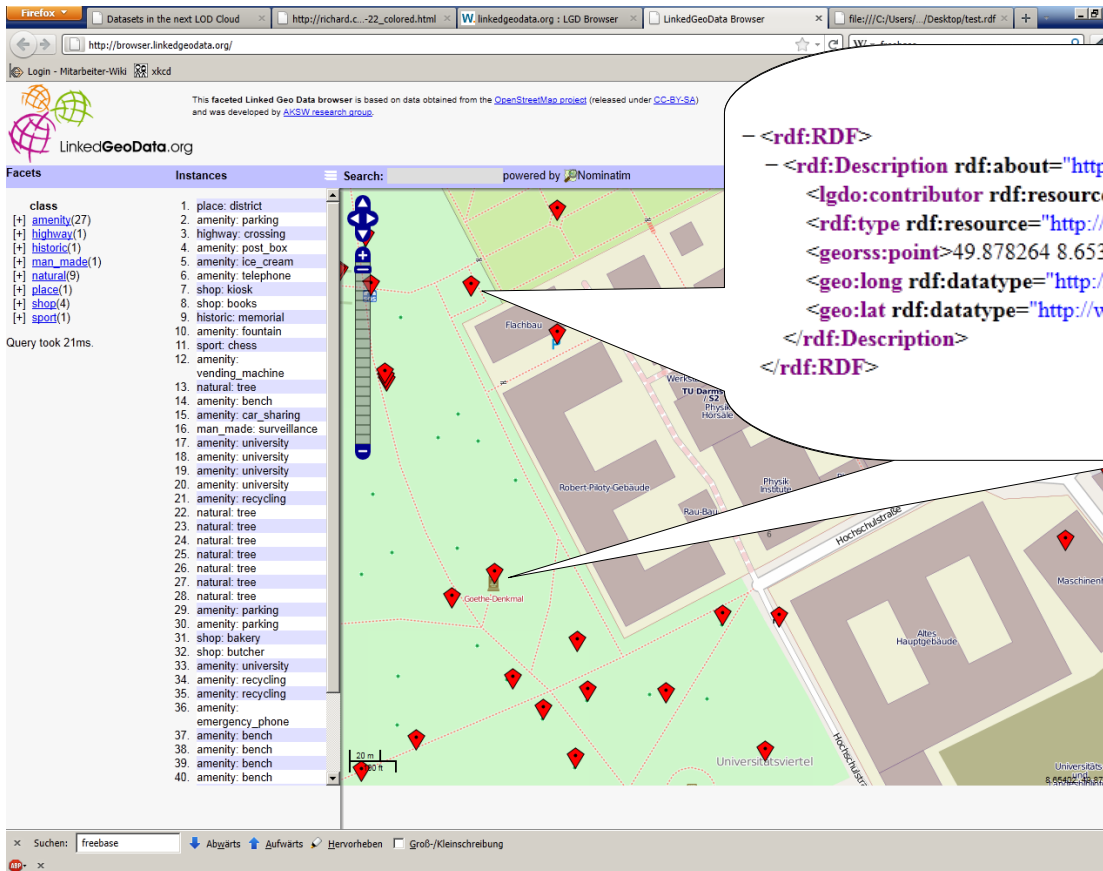 Firefox
Datasets in the next LOD Cloud
http://richard.c...-22_colored.html
W. linkedgeodata.org : LGD Browser
LinkedGeoData Browser
file:///C:/Users/.../Desktop/test.rdf
http://browser.linkedgeodata.org/
Login - Mitarbeiter-Wiki
xkcd
This faceted Linked Geo Data browser is based on data obtained from the OpenStreetMap project (released under CC-BY-SA)
and was developed by AKSW research group.
LinkedGeoData.org
Facets
Instances
Search:
powered by Nominatim
class
[+] amenity(27)
[+] highway(1)
[+] historic(1)
[+] man_made(1)
[+] natural(9)
[+] place(1)
[+] shop(4)
[+] sport(1)
Query took 21ms.
1. place: district
2. amenity: parking
3. highway: crossing
4. amenity: post_box
5. amenity: ice_cream
6. amenity: telephone
7. shop: kiosk
8. shop: books
9. historic: memorial
10. amenity: fountain
11. sport: chess
12. amenity:
vending_machine
13. natural: tree
14. amenity: bench
15. amenity: car_sharing
16. man_made: surveillance
17. amenity: university
18. amenity: university
19. amenity: university
20. amenity: university
21. amenity: recycling
22. natural: tree
23. natural: tree
24. natural: tree
25. natural: tree
26. natural: tree
27. natural: tree
28. natural: tree
29. amenity: parking
30. amenity: parking
31. shop: bakery
32. shop: butcher
33. amenity: university
34. amenity: recycling
35. amenity: recycling
36. amenity:
emergency_phone
37. amenity: bench
38. amenity: bench
39. amenity: bench
40. amenity: bench
− <rdf:RDF>
− <rdf:Description rdf:about="http
<lgdo:contributor rdf:resource
<rdf:type rdf:resource="http://
<georss:point>49.878264 8.653
<geo:long rdf:datatype="http:/
<geo:lat rdf:datatype="http://w
</rdf:Description>
</rdf:RDF>
Flachbau
TU Darms
/ S2
Physik
Hörsäle
Robert-Piloty-Gebäude
Physik
Institute
Rau-Bau
6
Hochschulstraße
Goethe-Denkmal
Maschinenh
Altes
Hauptgebäude
Universitätsviertel
Hochschulstra
Universitäts
und
20 m
Suchen:
freebase
Abwärts
Aufwärts
Hervorheben
Groß-/Kleinschreibung
ABP